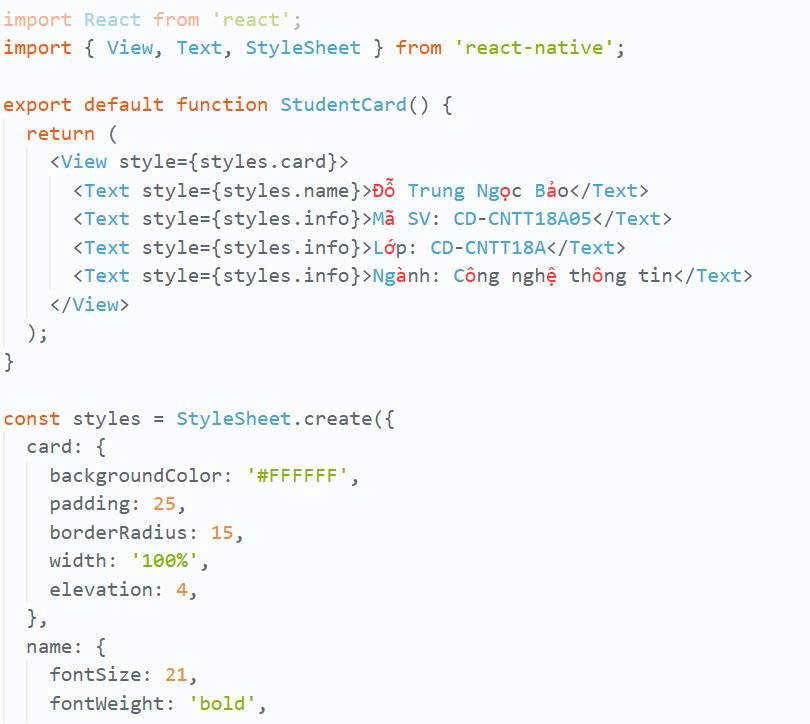 import React from 'react';
import { View, Text, StyleSheet } from 'react-native';
export default function StudentCard() {
return (
<View style={styles.card}>
<Text style={styles.name}>Đỗ Trung Ngọc Bảo</Text>
<Text style={styles.info}>Mã SV: CD-CNTT18A05</Text>
<Text style={styles.info}>Lớp: CD-CNTT18A</Text>
<Text style={styles.info}>Ngành: Công nghệ thông tin</Text>
</View>
);
}
const styles = StyleSheet.create({
card: {
backgroundColor: '#FFFFFF',
padding: 25,
borderRadius: 15,
width: '100%',
elevation: 4,
},
name: {
fontSize: 21,
fontWeight: 'bold',